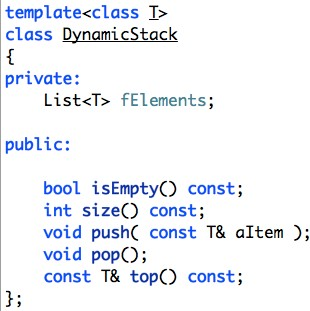 template<class T>
class DynamicStack
{
private:
    List<T> fElements;

public:

    bool isEmpty() const;
    int size() const;
    void push( const T& aItem );
    void pop();
    const T& top() const;
};